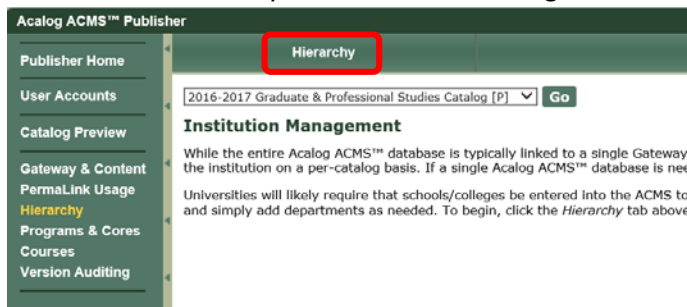 Acalog ACMS™ Publisher
Publisher Home
User Accounts
Catalog Preview
Gateway & Content
PermaLink Usage
Hierarchy
Programs & Cores
Courses
Version Auditing
Hierarchy
2016-2017 Graduate & Professional Studies Catalog [P] Go
Institution Management
While the entire Acalog ACMS™ database is typically linked to a single Gateway
the institution on a per-catalog basis. If a single Acalog ACMS™ database is nee
Universities will likely require that schools/colleges be entered into the ACMS to
and simply add departments as needed. To begin, click the Hierarchy tab above